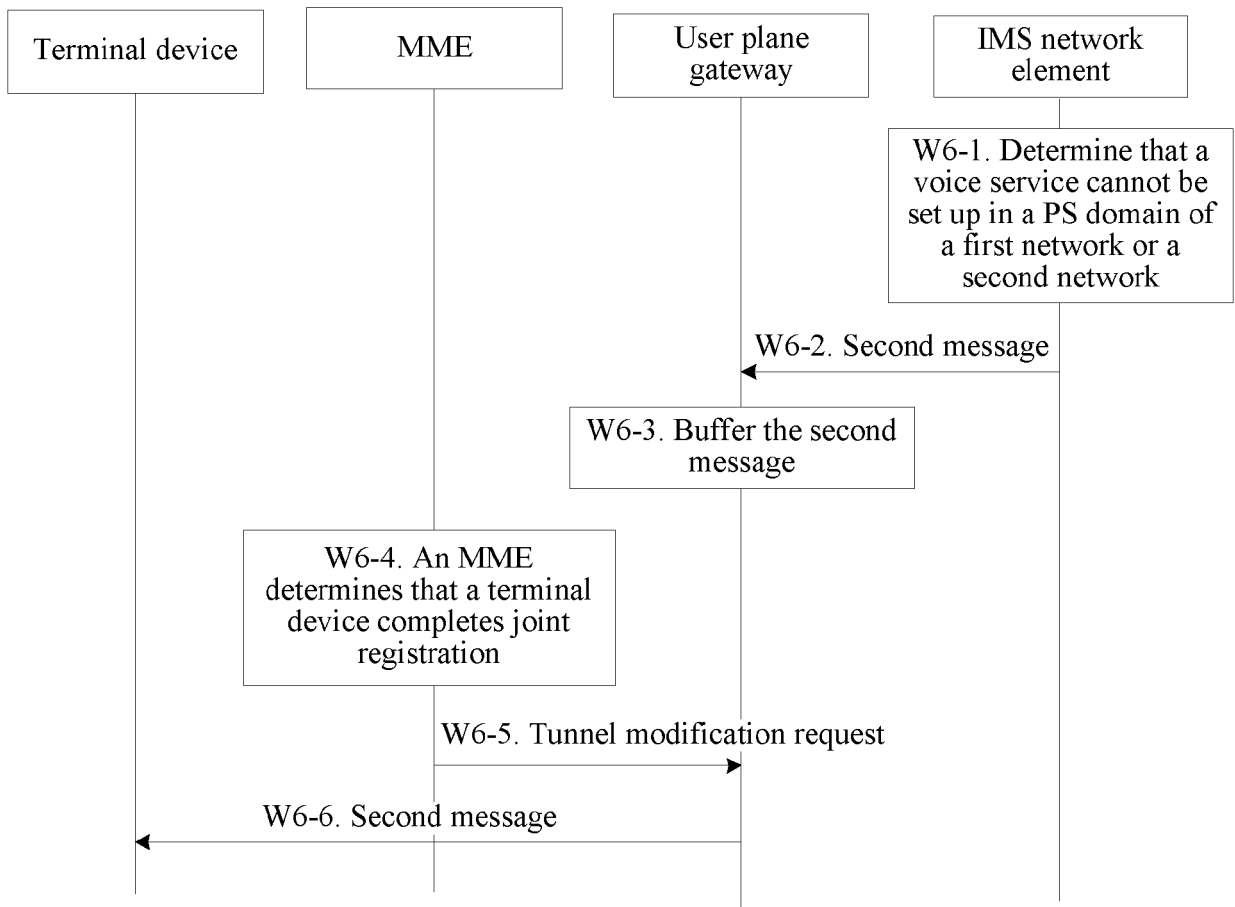 Terminal device
MME
User plane
gateway
IMS network
element
W6-1. Determine that a
voice service cannot be
set up in a PS domain of
a first network or a
second network
W6-2. Second message
W6-3. Buffer the second
message
W6-4. An MME
determines that a terminal
device completes joint
registration
W6-5. Tunnel modification request
W6-6. Second message